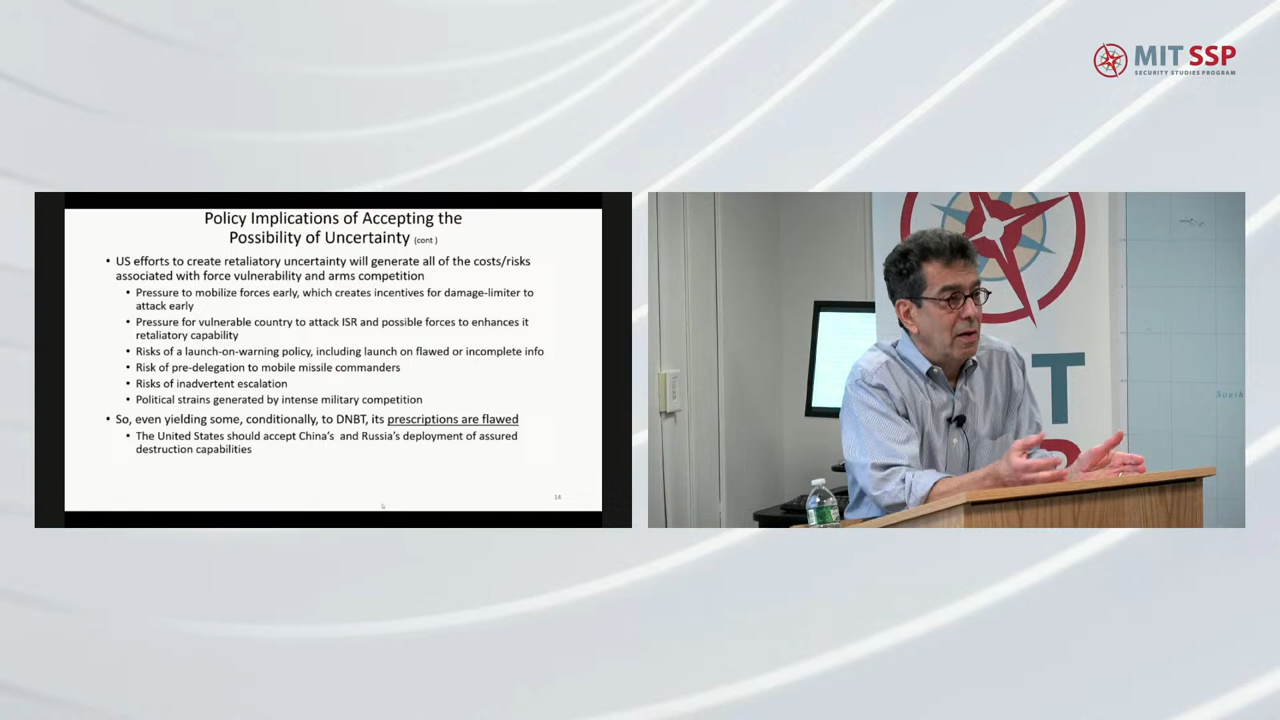 MIT SSP
SECURITY STUDIES PROGRAM
Policy Implications of Accepting the
Possibility of Uncertainty (cont )
• US efforts to create retaliatory uncertainty will generate all of the costs/risks
associated with force vulnerability and arms competition
• Pressure to mobilize forces early, which creates incentives for damage-limiter to
attack early
• Pressure for vulnerable country to attack ISR and possible forces to enhances it
retaliatory capability
• Risks of a launch-on-warning policy, including launch on flawed or incomplete info
• Risk of pre-delegation to mobile missile commanders
• Risks of inadvertent escalation
• Political strains generated by intense military competition
• So, even yielding some, conditionally, to DNBT, its prescriptions are flawed
• The United States should accept China's and Russia's deployment of assured
destruction capabilities
14
T
South